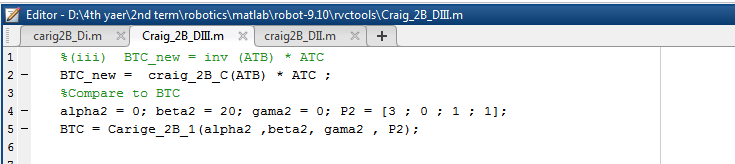 Editor - D:\4th yaer\2nd term\robotics\matlab\robot-9.10\rvctools\Craig_2B_DIII.m
carig2B_Di.m × Craig_2B_DIII.m × craig_2B_DII.m × +
1 %(iii)  BTC_new = inv (ATB) * ATC
2 – BTC_new =  craig_2B_C(ATB) * ATC ;
3 %Compare to BTC
4 – alpha2 = 0; beta2 = 20; gama2 = 0; P2 = [3 ; 0 ; 1 ; 1];
5 – BTC = Carige_2B_1(alpha2 ,beta2, gama2 , P2);
6